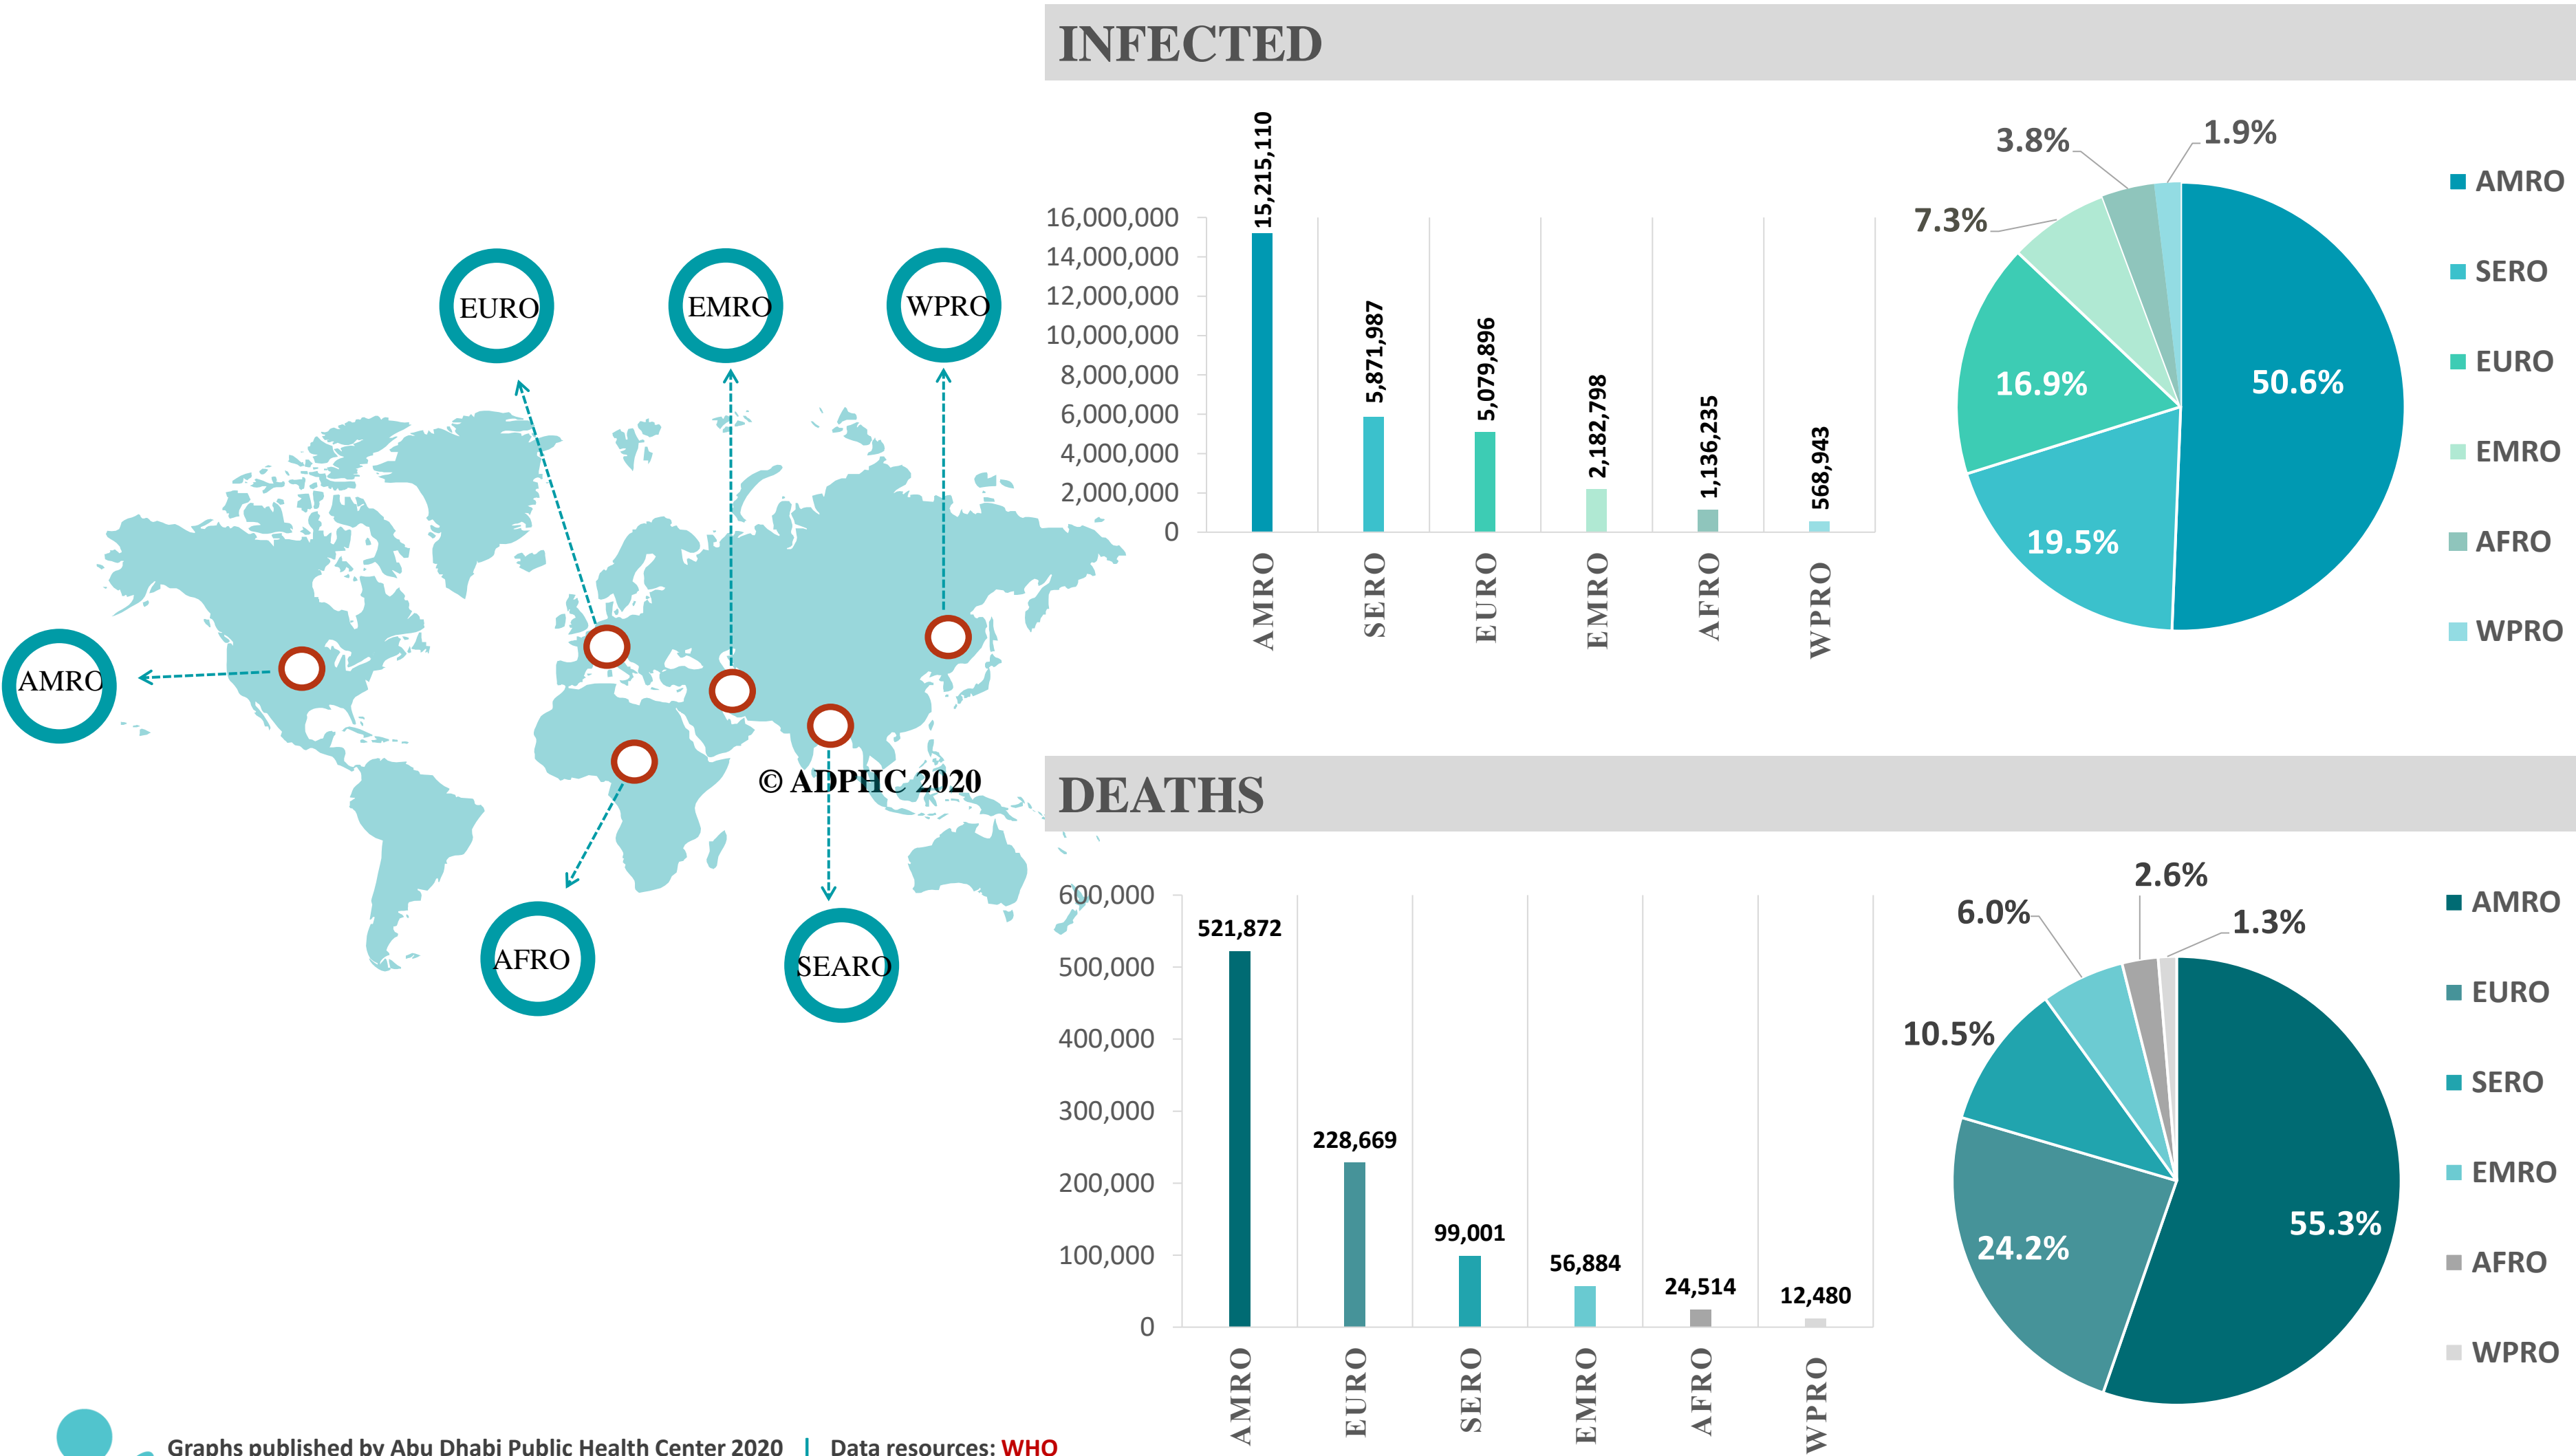 INFECTED
EURO
EMRO
WPRO
AMRO
AFRO
SEARO
© ADPHC 2020
16,000,000
14,000,000
12,000,000
10,000,000
8,000,000
6,000,000
4,000,000
2,000,000
0
15,215,110
5,871,987
5,079,896
2,182,798
1,136,235
568,943
AMRO
SERO
EURO
EMRO
AFRO
WPRO
3.8%
1.9%
7.3%
16.9%
50.6%
19.5%
AMRO
SERO
EURO
EMRO
AFRO
WPRO
DEATHS
600,000
500,000
400,000
300,000
200,000
100,000
0
521,872
228,669
99,001
56,884
24,514
12,480
AMRO
EURO
SERO
EMRO
AFRO
WPRO
2.6%
6.0%
1.3%
10.5%
55.3%
24.2%
AMRO
EURO
SERO
EMRO
AFRO
WPRO
Graphs published by Abu Dhabi Public Health Center 2020 | Data resources: WHO